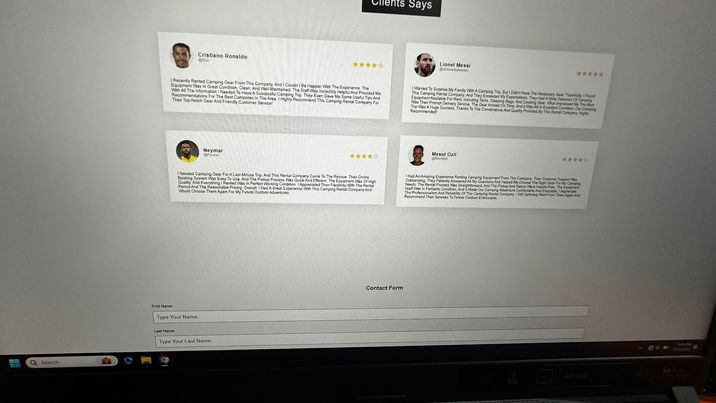 Clients Says
Cristiano Ronaldo
I Recently Rented Camping Gear From This Company, And I Couldn't Be Happier With The Experience. The
Equipment Was In Great Condition, Clean, And Well-Maintained. The Staff Was Incredibly Helpful And Provided Me
With All The Information I Needed To Have A Successful Camping Trip. They Even Gave Me Some Useful Tips And
Recommendations For The Best Campsites In The Area. I Highly Recommend This Camping Rental Company For
Their Top-Notch Gear And Friendly Customer Service!
Lionel Messi
I Wanted To Surprise My Family With A Camping Trip, But I Didn't Have The Necessary Gear. Thankfully, I Found
This Camping Rental Company, And They Exceeded My Expectations. They Had A Wide Selection Of Camping
Equipment Available For Rent, Including Tents, Sleeping Bags, And Cooking Gear. What Impressed Me The Most
Was Their Prompt Delivery Service. The Gear Arrived On Time, And It Was All In Excellent Condition. Our Camping
Trip Was A Huge Success, Thanks To The Convenience And Quality Provided By This Rental Company. Highly
Recommended!
Neymar
I Needed Camping Gear For A Last-Minute Trip, And This Rental Company Came To The Rescue. Their Online
Booking System Was Easy To Use, And The Pickup Process Was Quick And Efficient. The Equipment Was Of High
Quality, And Everything I Rented Was In Perfect Working Condition. I Appreciated Their Flexibility With The Rental
Period And The Reasonable Pricing. Overall, I Had A Great Experience With This Camping Rental Company And
Would Choose Them Again For My Future Outdoor Adventures.
Mesut Ozil
I Had An Amazing Experience Renting Camping Equipment From This Company. Their Customer Support Was
Outstanding. They Patiently Answered All My Questions And Helped Me Choose The Right Gear For My Camping
Needs. The Rental Process Was Straightforward, And The Pickup And Return Were Hassle-Free. The Equipment
Itself Was In Fantastic Condition, And It Made Our Camping Adventure Comfortable And Enjoyable. I Appreciate
The Professionalism And Reliability Of This Camping Rental Company. I Will Definitely Rent From Them Again And
Recommend Their Services To Fellow Outdoor Enthusiasts.
Contact Form
First Name
Type Your Name..
Last Name
Type Your Last Name..
Search